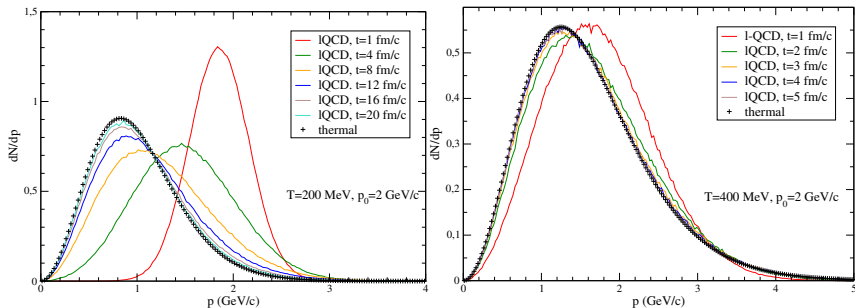 dN/dp
1,5
1
0,5
0
0
1
2
3
4
p (GeV/c)
lQCD, t=1 fm/c
lQCD, t=4 fm/c
lQCD, t=8 fm/c
lQCD, t=12 fm/c
lQCD, t=16 fm/c
lQCD, t=20 fm/c
thermal
T=200 MeV, p₀=2 GeV/c
dN/dp
0,5
0,4
0,3
0,2
0,1
0
0
1
2
3
4
5
p (GeV/c)
l-QCD, t=1 fm/c
lQCD, t=2 fm/c
lQCD, t=3 fm/c
lQCD, t=4 fm/c
lQCD, t=5 fm/c
thermal
T=400 MeV, p₀=2 GeV/c